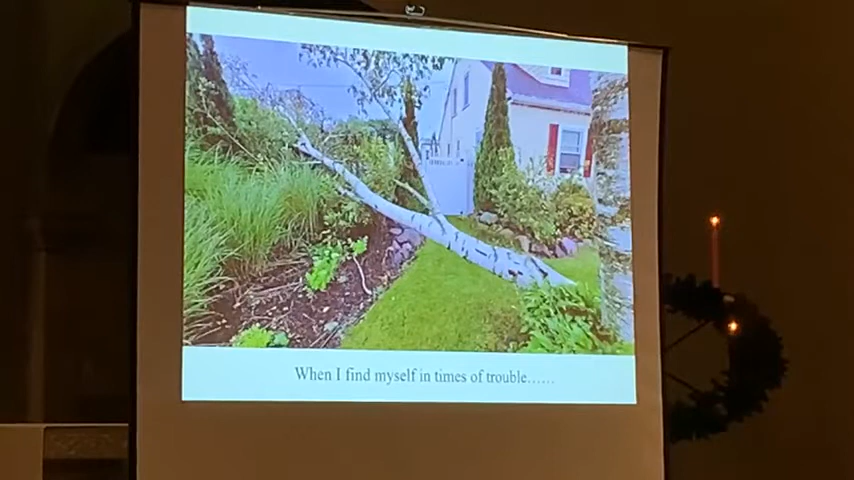 When I find myself in times of trouble......